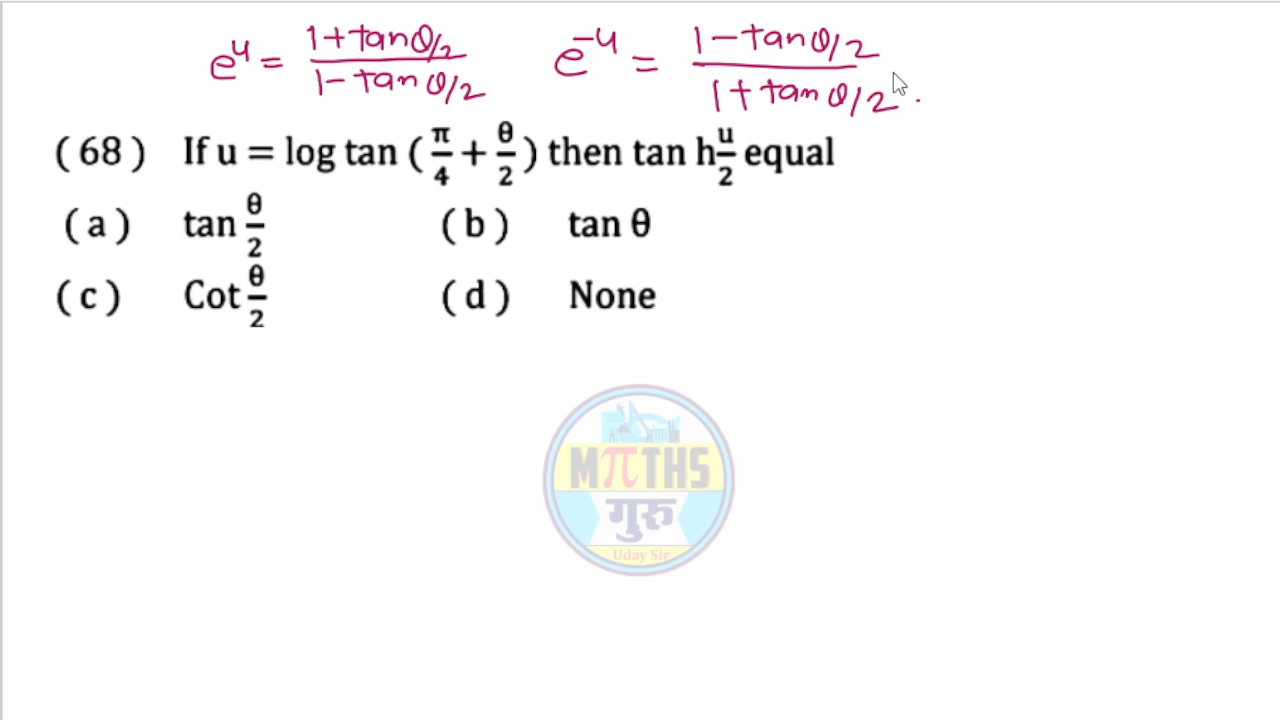 e^u = (1+tanθ/2)/(1-tanθ/2)   e^-u = (1-tanθ/2)/(1+tanθ/2).
(68) If u = log tan (π/4 + θ/2) then tan h u/2 equal
(a) tan θ/2 (b) tan θ
(c) Cot θ/2 (d) None
MπTHS
गुरु
Uday Sir